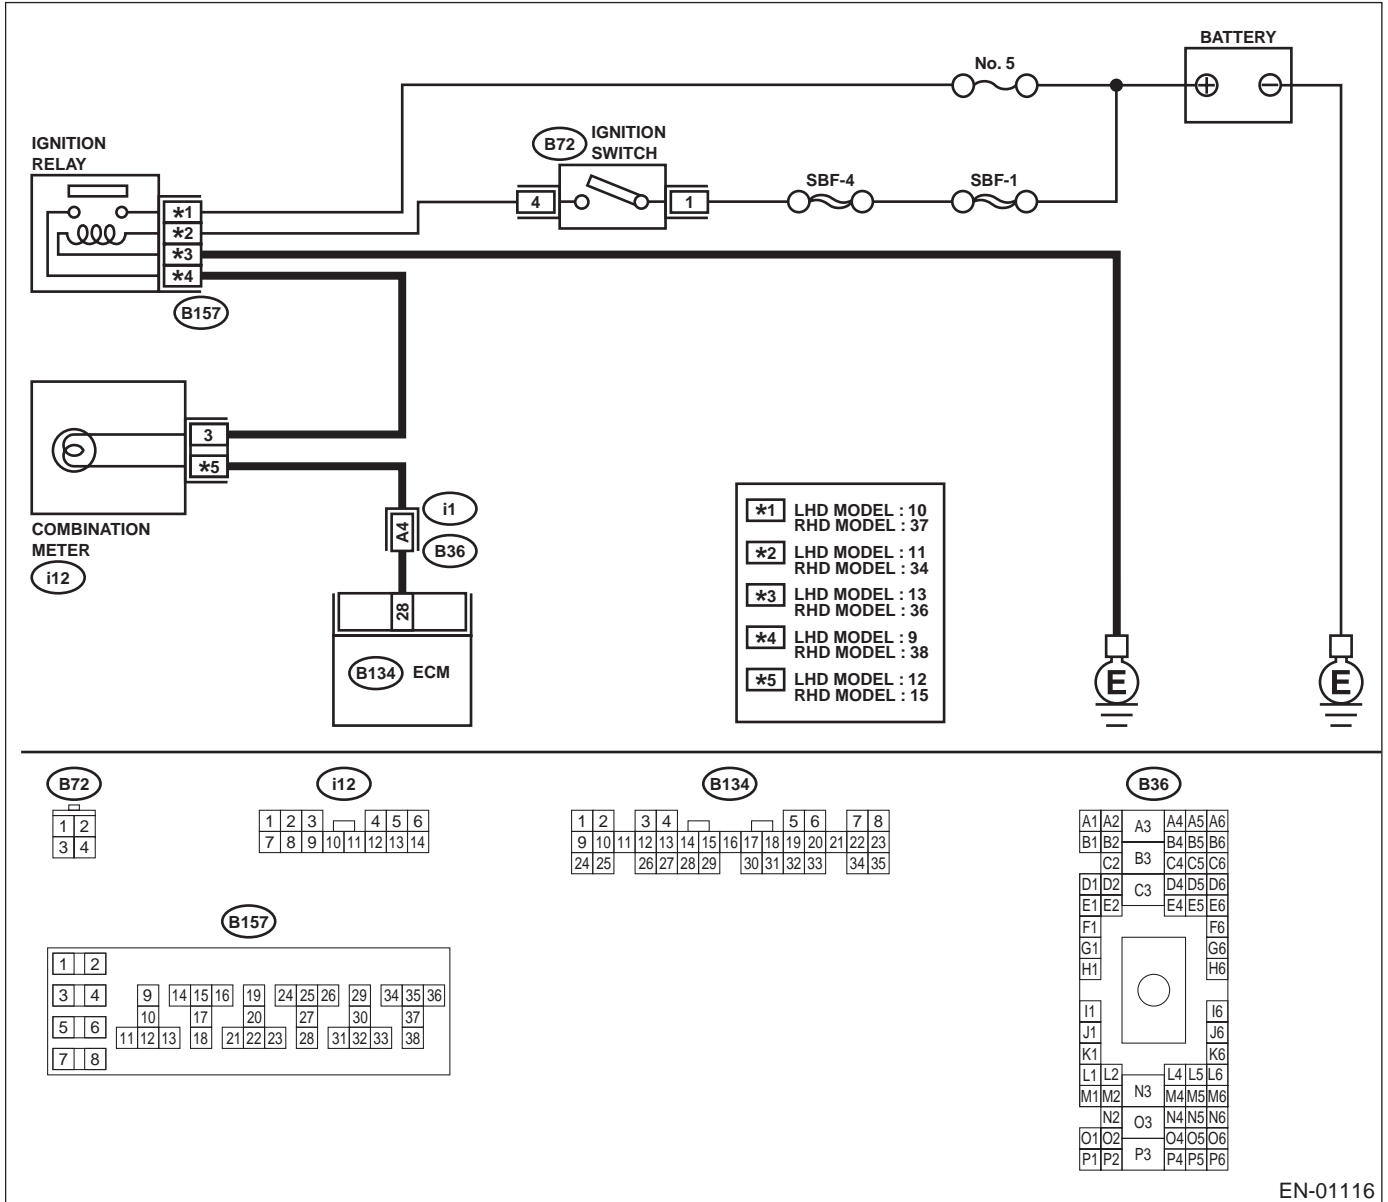 BATTERY
No. 5
IGNITION
RELAY
B72
IGNITION
SWITCH
SBF-4
SBF-1
4
1
*1
*2
*3
*4
B157
3
*5
COMBINATION
METER
i12
i1
A4
B36
28
B134 ECM
*1 LHD MODEL : 10
RHD MODEL : 37
*2 LHD MODEL : 11
RHD MODEL : 34
*3 LHD MODEL : 13
RHD MODEL : 36
*4 LHD MODEL : 9
RHD MODEL : 38
*5 LHD MODEL : 12
RHD MODEL : 15
E
E
B72
1 2
3 4
i12
1 2 3 4 5 6
7 8 9 10 11 12 13 14
B134
1 2 3 4 5 6 7 8
9 10 11 12 13 14 15 16 17 18 19 20 21 22 23
24 25 26 27 28 29 30 31 32 33 34 35
B36
A1 A2 A3 A4 A5 A6
B1 B2 B3 B4 B5 B6
C2 C3 C4 C5 C6
D1 D2 D4 D5 D6
E1 E2 E4 E5 E6
F1 F6
G1 G6
H1 H6
I1 I6
J1 J6
K1 K6
L1 L2 L4 L5 L6
M1 M2 N3 M4 M5 M6
N2 O3 N4 N5 N6
O1 O2 O4 O5 O6
P1 P2 P3 P4 P5 P6
B157
1 2
3 4 9 14 15 16 19 24 25 26 29 34 35 36
10 17 20 27 30 37
5 6 11 12 13 18 21 22 23 28 31 32 33 38
7 8
EN-01116